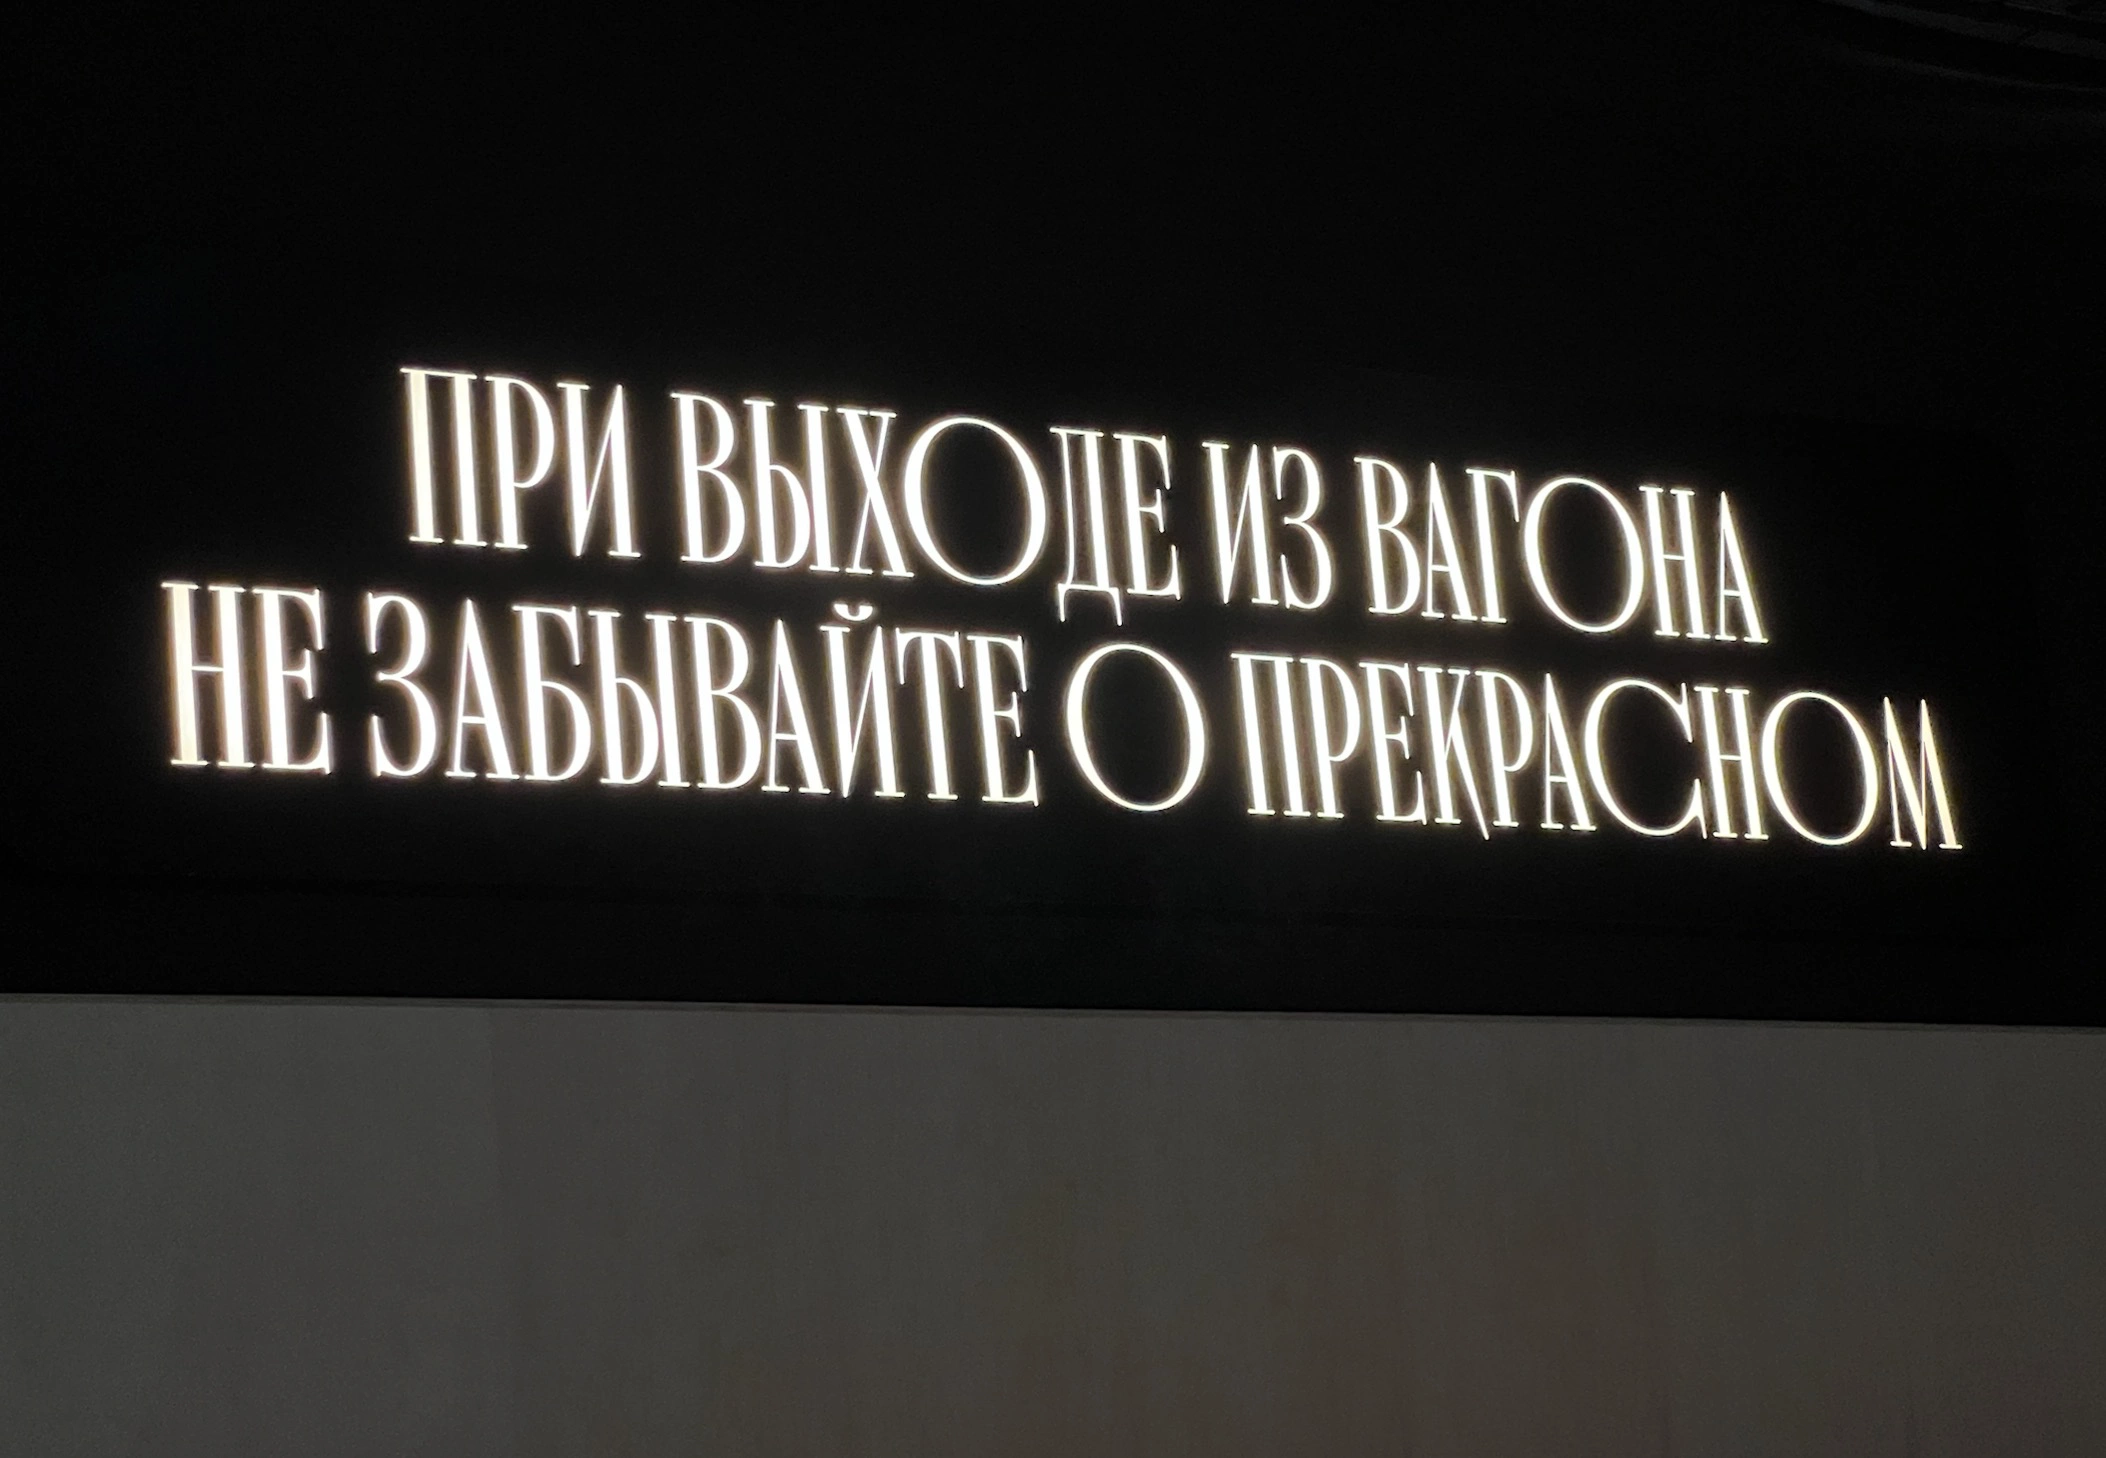 ПРИ ВЫХОДЕ ИЗ ВАГОНА
НЕ ЗАБЫВАЙТЕ О ПРЕКРАСНОМ